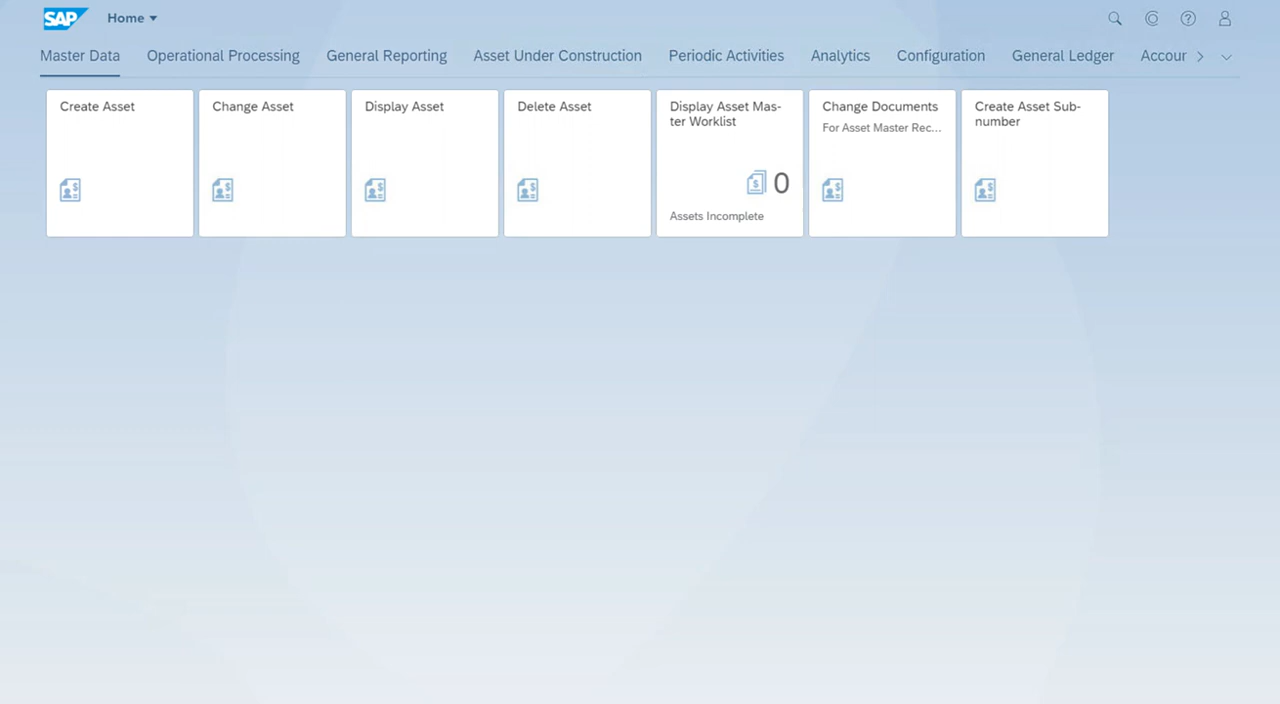 SAP Home
Master Data Operational Processing General Reporting Asset Under Construction Periodic Activities Analytics Configuration General Ledger Accour
Create Asset
Change Asset
Display Asset
Delete Asset
Display Asset Mas-
ter Worklist
0
Assets Incomplete
Change Documents
For Asset Master Rec...
Create Asset Sub-
number